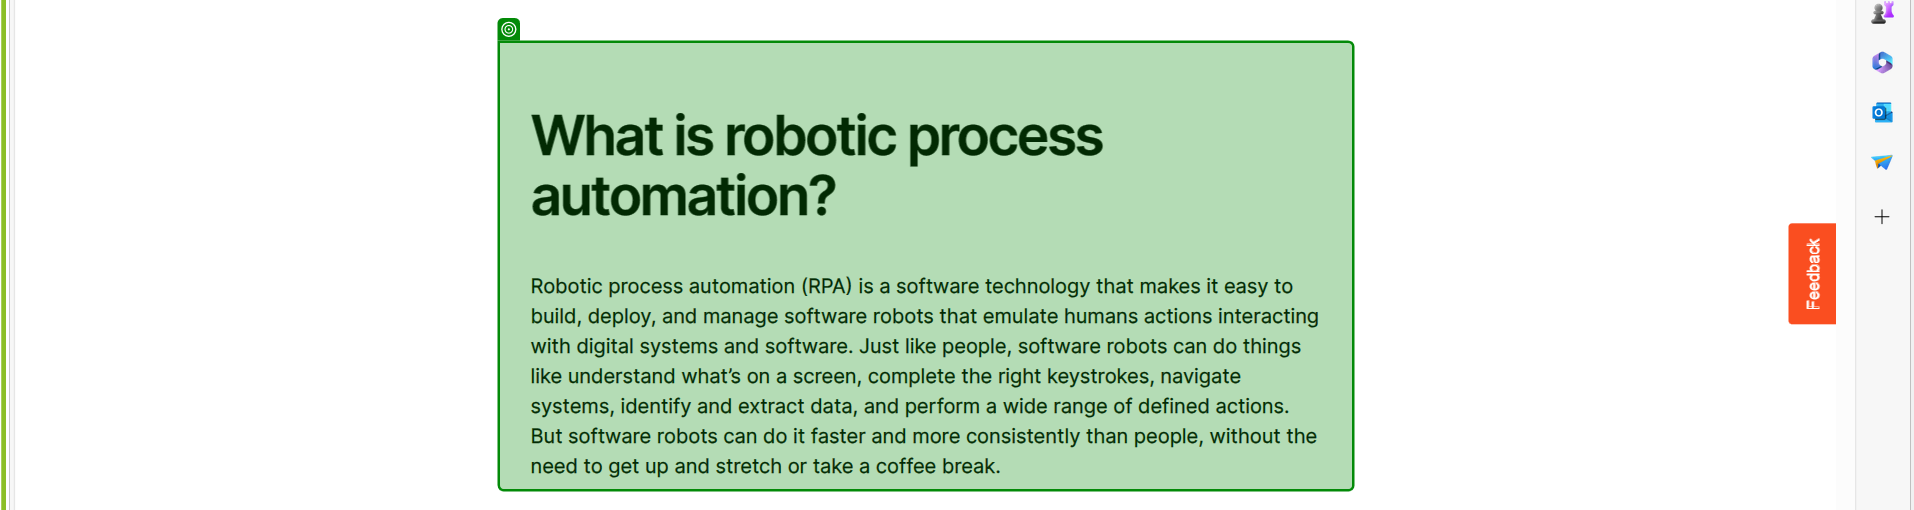 What is robotic process
automation?
Robotic process automation (RPA) is a software technology that makes it easy to
build, deploy, and manage software robots that emulate humans actions interacting
with digital systems and software. Just like people, software robots can do things
like understand what’s on a screen, complete the right keystrokes, navigate
systems, identify and extract data, and perform a wide range of defined actions.
But software robots can do it faster and more consistently than people, without the
need to get up and stretch or take a coffee break.
Feedback